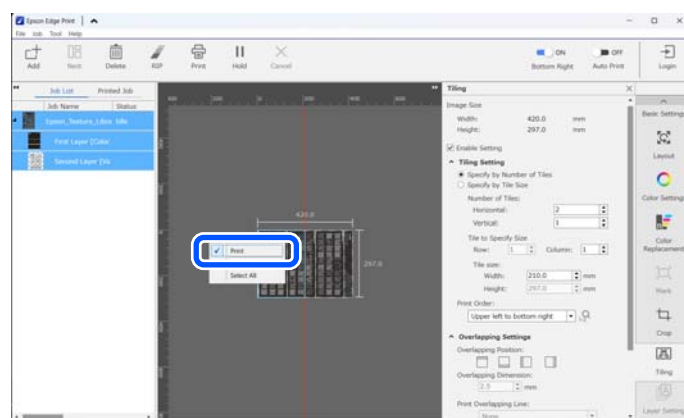 Epson Edge Print
File Job Tool Help
Add Nest Delete RIP Print Hold Cancel
ON OFF
Bottom Right Auto Print Login
Job List Printed Job
Job Name Status
Epson_Texture_Libra Idle
First Layer [Color
Second Layer [Va
420.0
297.0
Print
Select All
Tiling
Image Size
Width: 420.0 mm
Height: 297.0 mm
Enable Setting
Tiling Setting
Specify by Number of Tiles
Specify by Tile Size
Number of Tiles:
Horizontal: 2
Vertical: 1
Tile to Specify Size
Row: 1 Column: 1
Tile size:
Width: 210.0 mm
Height: 297.0 mm
Print Order:
Upper left to bottom right
Overlapping Settings
Overlapping Position:
Overlapping Dimension:
2.5 mm
Print Overlapping Line:
None
Basic Settings
Layout
Color Settings
Color
Replacement
Mark
Crop
Tiling
Layer Settings